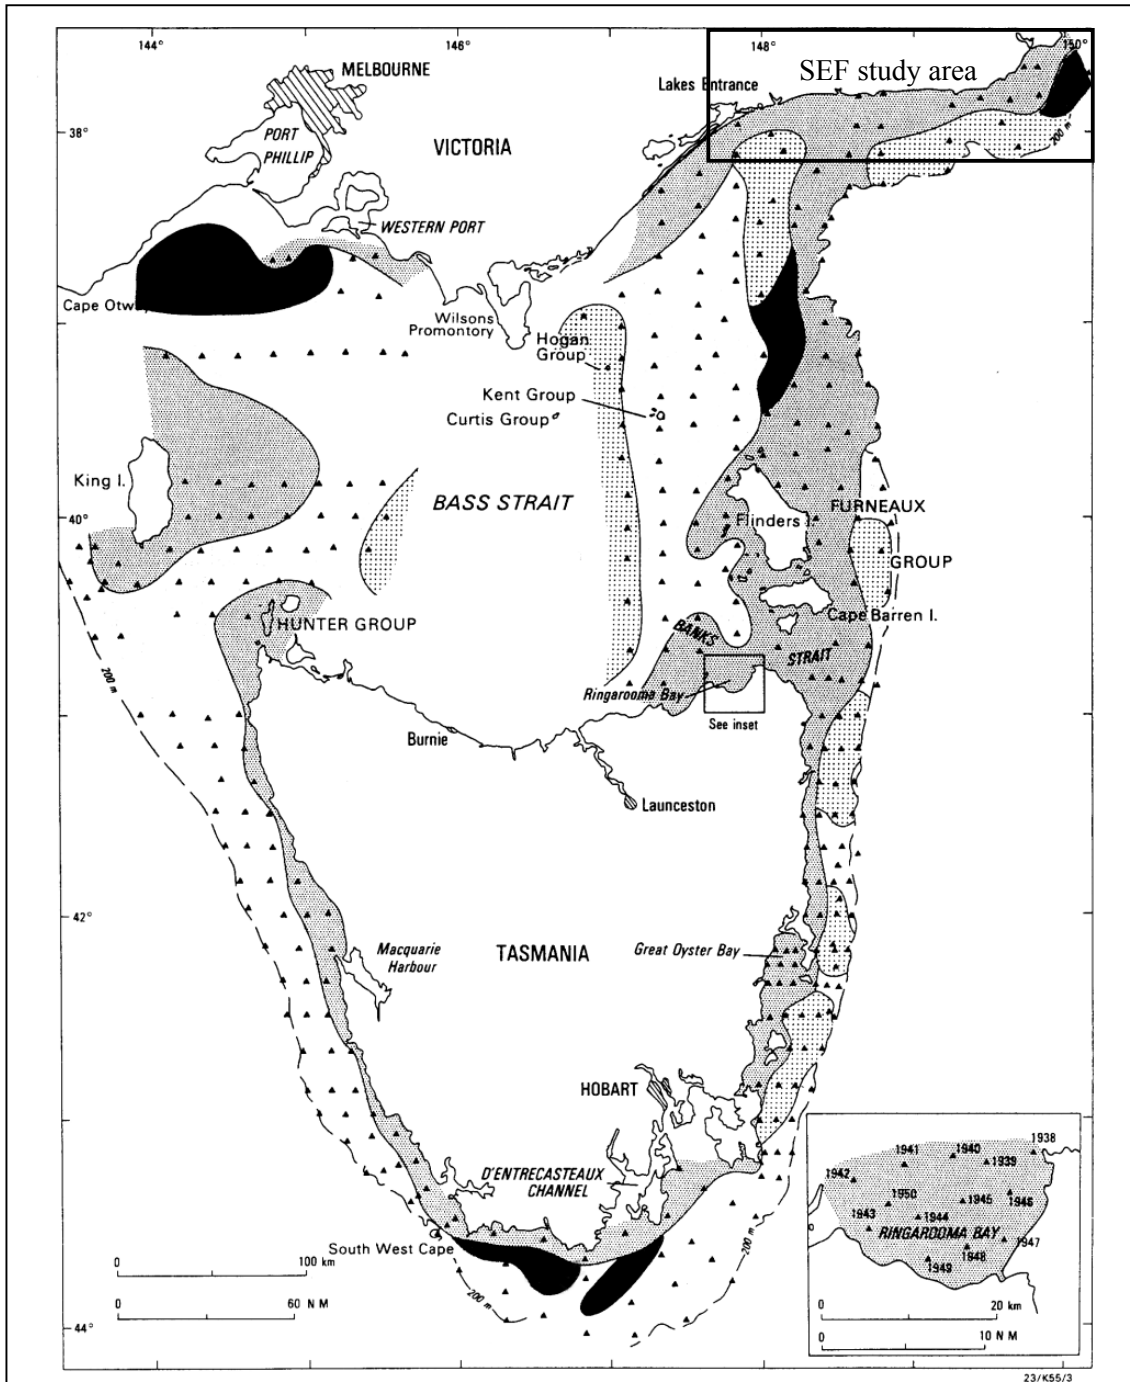 144°
146°
148°
150°
SEF study area
MELBOURNE
Lakes Entrance
38°
PORT
PHILLIP
VICTORIA
200 m
WESTERN PORT
Cape Otw
Wilsons
Promontory
Hogan
Group
Kent Group
Curtis Group
King I.
BASS STRAIT
40°
FURNEAUX
Flinders I.
GROUP
HUNTER GROUP
Cape Barren I.
BANKS
STRAIT
200 m
Ringarooma Bay
See inset
Burnie
Launceston
42°
Macquarie
Harbour
TASMANIA
Great Oyster Bay
HOBART
D'ENTRECASTEAUX
CHANNEL
South West Cape
200 m
200 m
0 100 km
0 60 N M
44°
1938
1941
1940
1939
1942
1950
1945
1946
1943
1944
RINGAROOMA BAY
1947
1948
1949
0 20 km
0 10 N M
23/K55/3